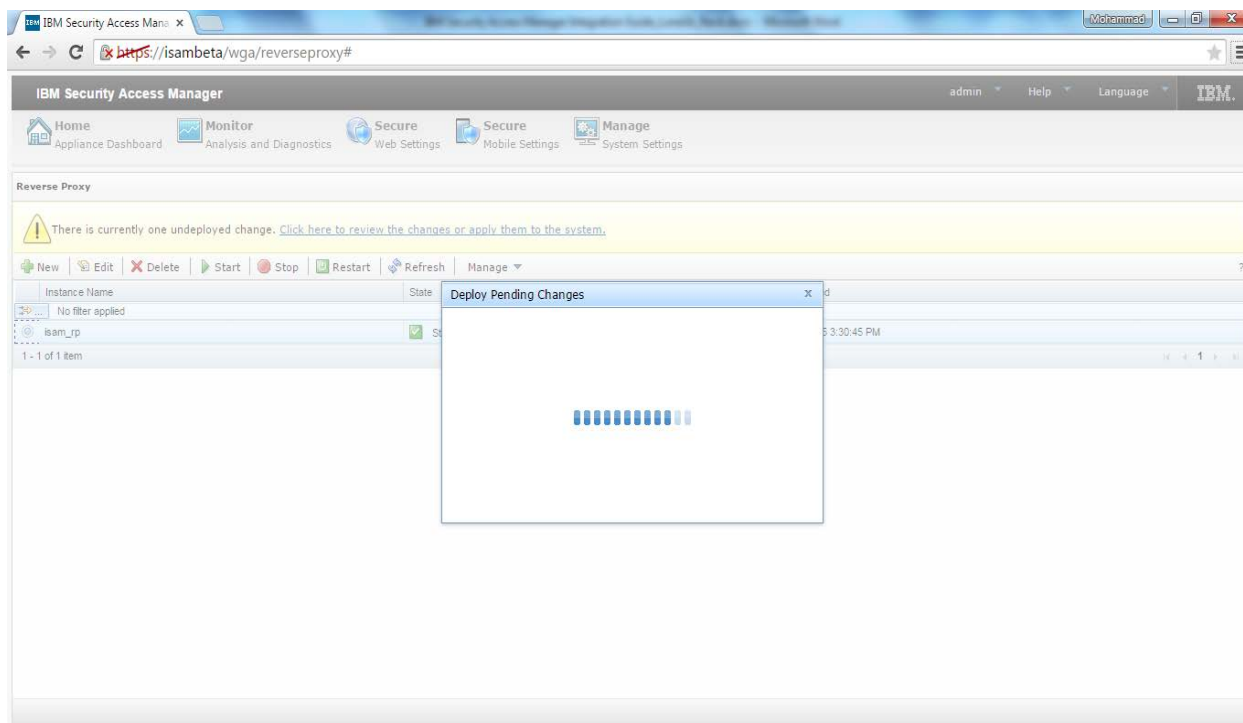 IBM Security Access Mana
Mohammad
https://isambeta/wga/reverseproxy#
IBM Security Access Manager
admin Help Language IBM.
Home
Appliance Dashboard
Monitor
Analysis and Diagnostics
Secure
Web Settings
Secure
Mobile Settings
Manage
System Settings
Reverse Proxy
There is currently one undeployed change. Click here to review the changes or apply them to the system.
New Edit Delete Start Stop Restart Refresh Manage
Instance Name State
No filter applied
isam_rp St 3:30:45 PM
1 - 1 of 1 item 1
Deploy Pending Changes x